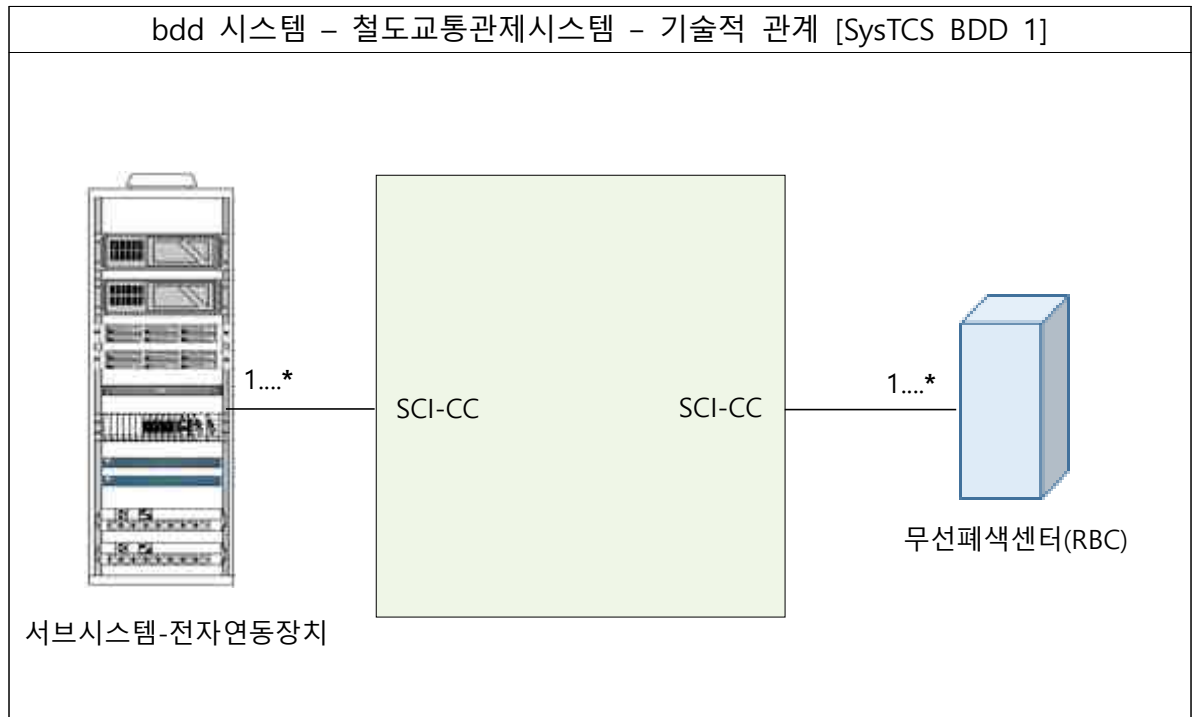 bdd 시스템 – 철도교통관제시스템 – 기술적 관계 [SysTCS BDD 1]
1....*
SCI-CC
SCI-CC
1....*
서브시스템-전자연동장치
무선폐색센터(RBC)